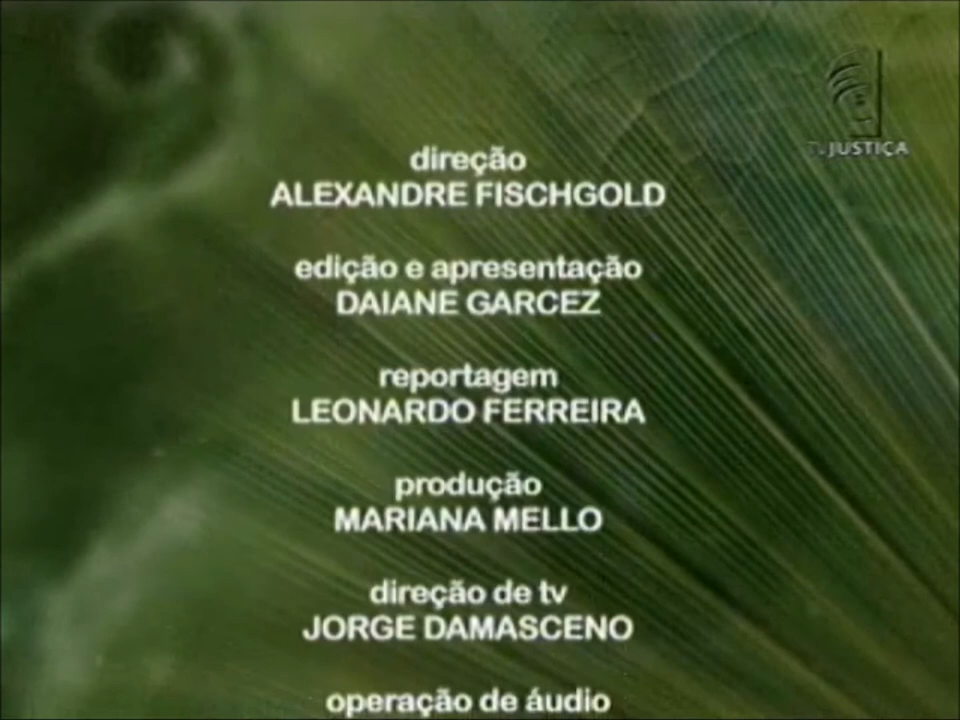 TV JUSTIÇA
direção
ALEXANDRE FISCHGOLD
edição e apresentação
DAIANE GARCEZ
reportagem
LEONARDO FERREIRA
produção
MARIANA MELLO
direção de tv
JORGE DAMASCENO
operação de áudio